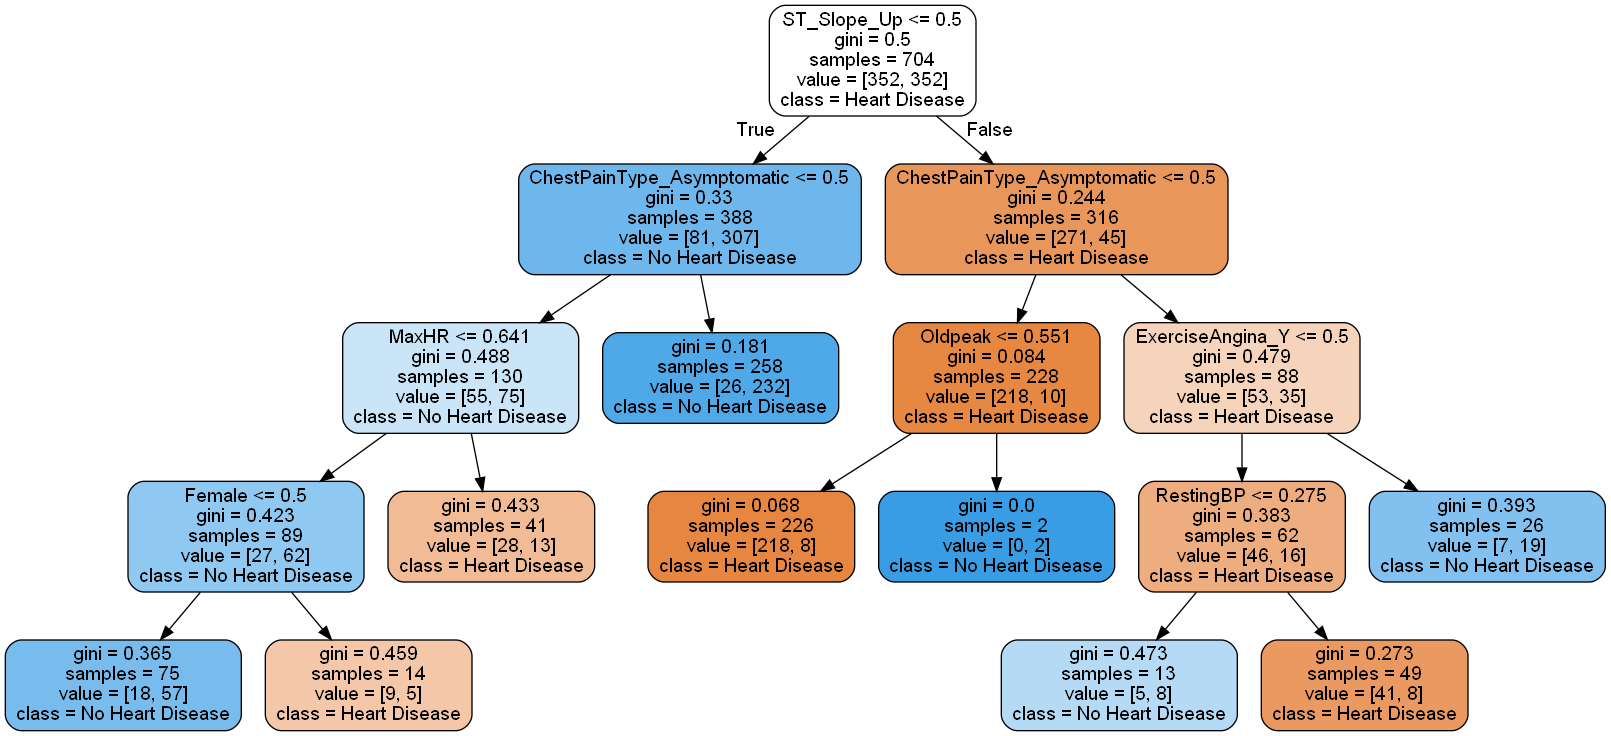 ST_Slope_Up <= 0.5
gini = 0.5
samples = 704
value = [352, 352]
class = Heart Disease
True
False
ChestPainType_Asymptomatic <= 0.5
gini = 0.33
samples = 388
value = [81, 307]
class = No Heart Disease
ChestPainType_Asymptomatic <= 0.5
gini = 0.244
samples = 316
value = [271, 45]
class = Heart Disease
MaxHR <= 0.641
gini = 0.488
samples = 130
value = [55, 75]
class = No Heart Disease
gini = 0.181
samples = 258
value = [26, 232]
class = No Heart Disease
Oldpeak <= 0.551
gini = 0.084
samples = 228
value = [218, 10]
class = Heart Disease
ExerciseAngina_Y <= 0.5
gini = 0.479
samples = 88
value = [53, 35]
class = Heart Disease
Female <= 0.5
gini = 0.423
samples = 89
value = [27, 62]
class = No Heart Disease
gini = 0.433
samples = 41
value = [28, 13]
class = Heart Disease
gini = 0.068
samples = 226
value = [218, 8]
class = Heart Disease
gini = 0.0
samples = 2
value = [0, 2]
class = No Heart Disease
RestingBP <= 0.275
gini = 0.383
samples = 62
value = [46, 16]
class = Heart Disease
gini = 0.393
samples = 26
value = [7, 19]
class = No Heart Disease
gini = 0.365
samples = 75
value = [18, 57]
class = No Heart Disease
gini = 0.459
samples = 14
value = [9, 5]
class = Heart Disease
gini = 0.473
samples = 13
value = [5, 8]
class = No Heart Disease
gini = 0.273
samples = 49
value = [41, 8]
class = Heart Disease